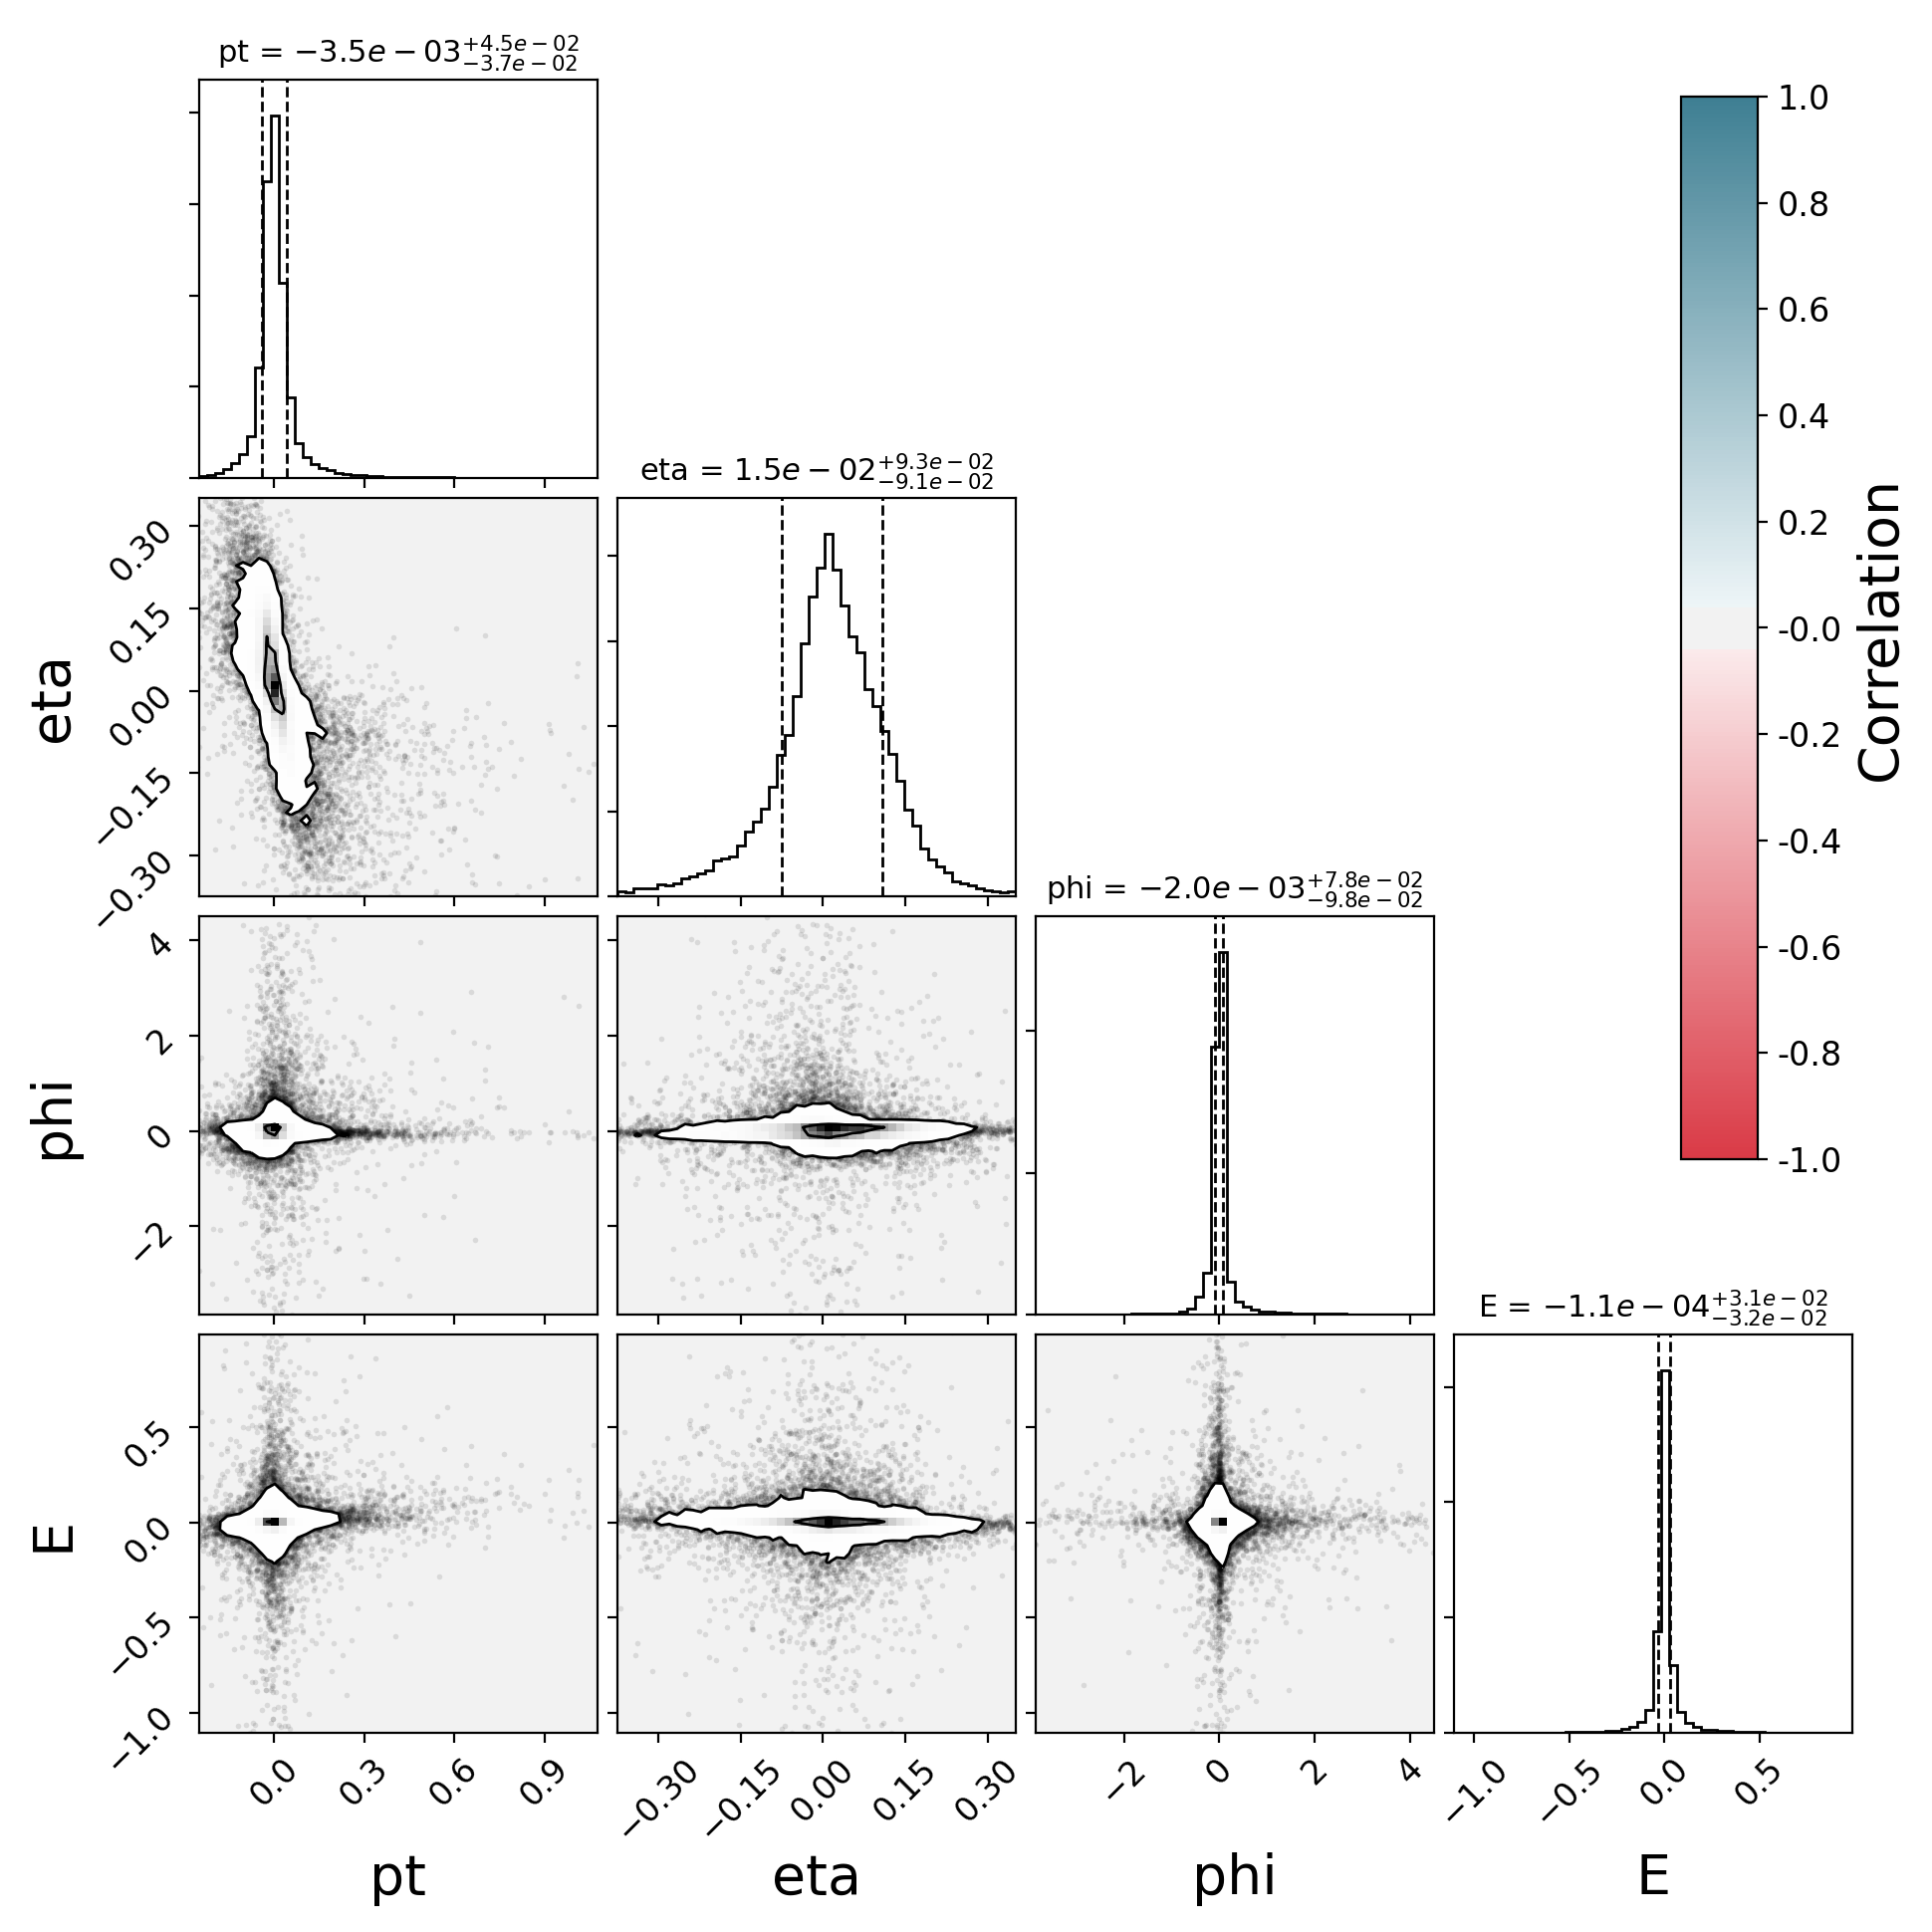 pt = −3.5e − 03 +4.5e − 02 −3.7e − 02
1.0
0.8
0.6
0.4
0.2
-0.0
-0.2
-0.4
-0.6
-0.8
-1.0
Correlation
eta = 1.5e − 02 +9.3e − 02 −9.1e − 02
0.30
0.15
0.00
−0.15
−0.30
eta
phi = −2.0e − 03 +7.8e − 02 −9.8e − 02
4
2
0
−2
phi
E = −1.1e − 04 +3.1e − 02 −3.2e − 02
0.5
0.0
−0.5
−1.0
E
0.0 0.3 0.6 0.9
−0.30 −0.15 0.00 0.15 0.30
−2 0 2 4
−1.0 −0.5 0.0 0.5
pt eta phi E